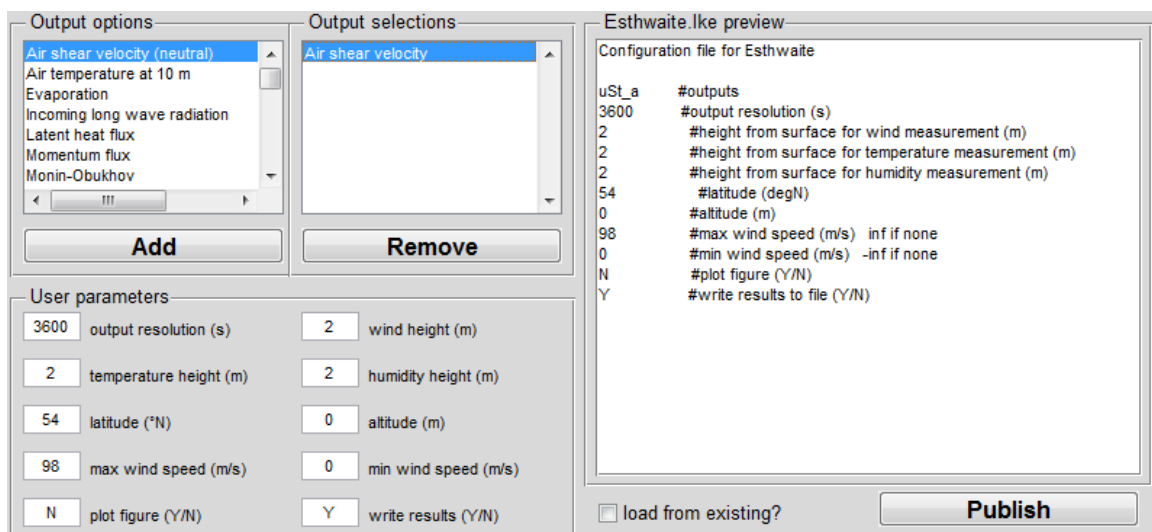 Output options
Air shear velocity (neutral)
Air temperature at 10 m
Evaporation
Incoming long wave radiation
Latent heat flux
Momentum flux
Monin-Obukhov
Add
Output selections
Air shear velocity
Remove
User parameters
3600 output resolution (s)
2 wind height (m)
2 temperature height (m)
2 humidity height (m)
54 latitude (°N)
0 altitude (m)
98 max wind speed (m/s)
0 min wind speed (m/s)
N plot figure (Y/N)
Y write results (Y/N)
Esthwaite.lke preview
Configuration file for Esthwaite
uSt_a #outputs
3600 #output resolution (s)
2 #height from surface for wind measurement (m)
2 #height from surface for temperature measurement (m)
2 #height from surface for humidity measurement (m)
54 #latitude (degN)
0 #altitude (m)
98 #max wind speed (m/s) inf if none
0 #min wind speed (m/s) -inf if none
N #plot figure (Y/N)
Y #write results to file (Y/N)
load from existing?
Publish